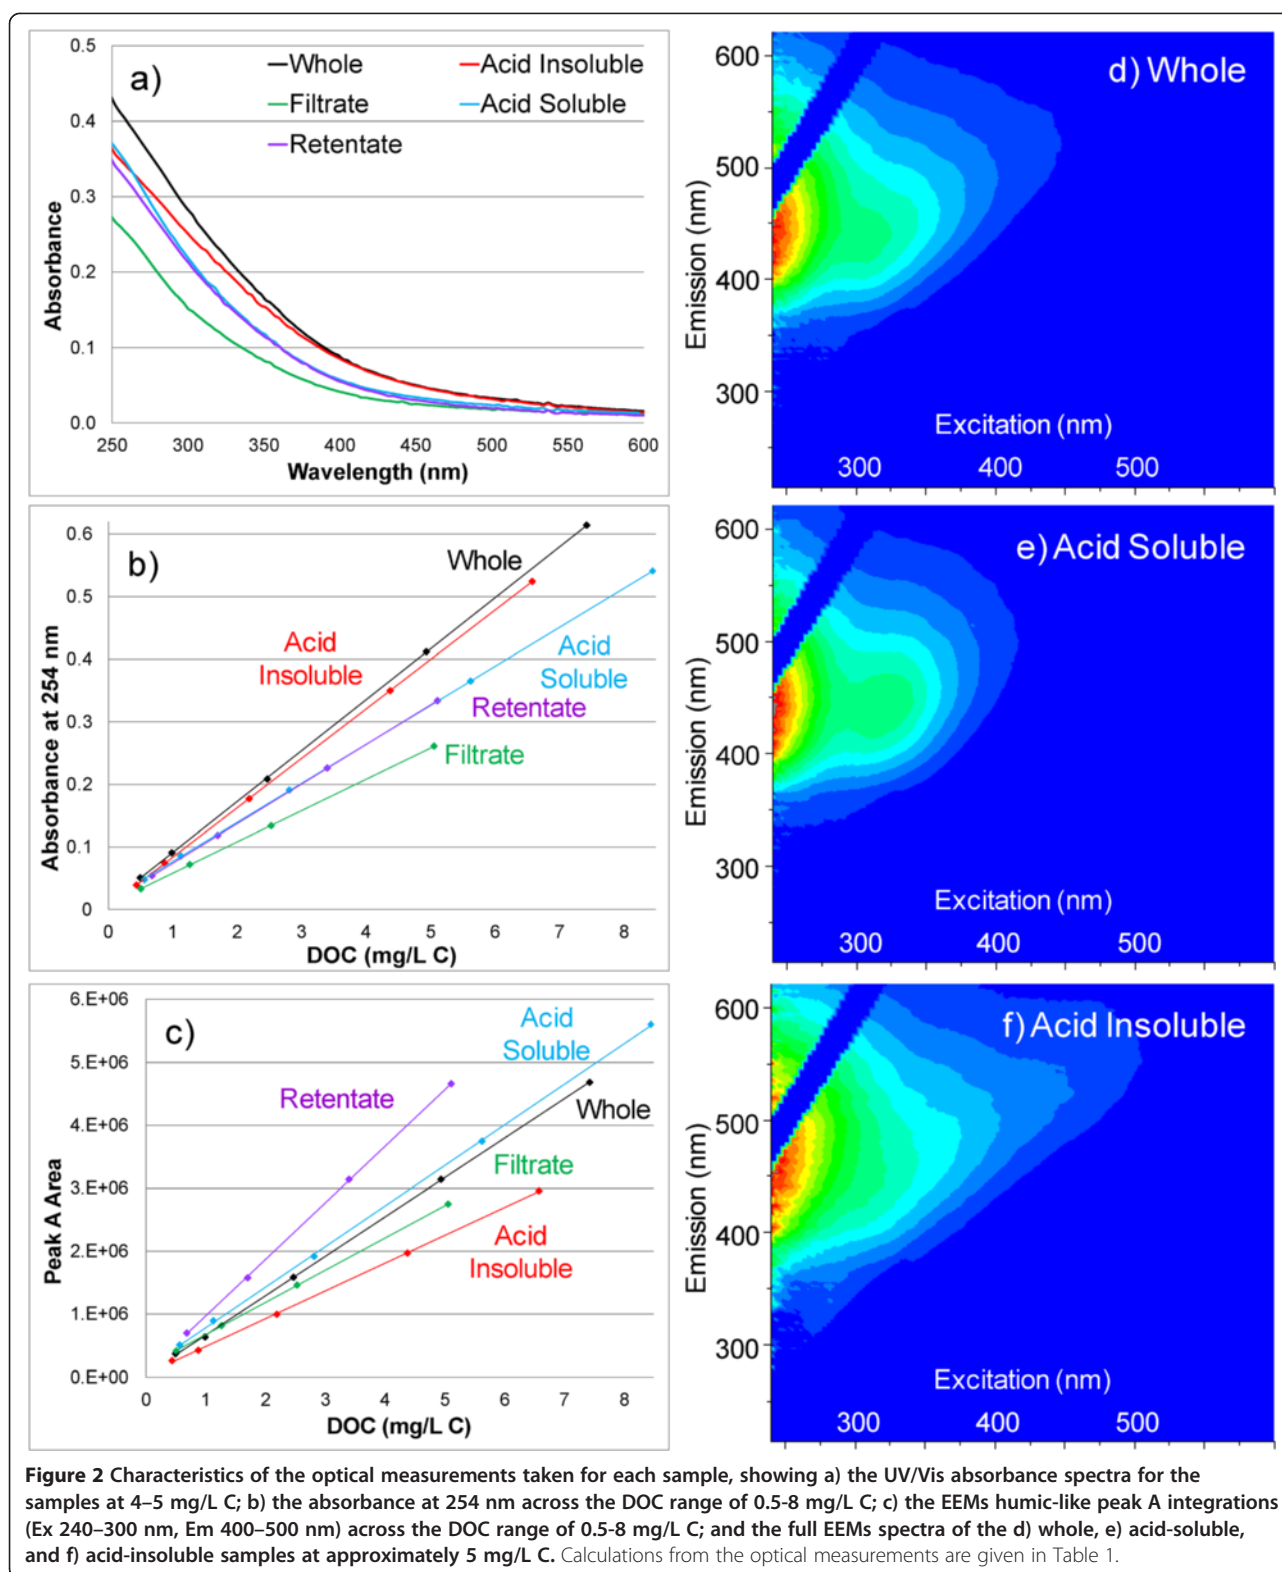 a)
Whole
Acid Insoluble
Filtrate
Acid Soluble
Retentate
0.5
0.4
0.3
0.2
0.1
0.0
Absorbance
250 300 350 400 450 500 550 600
Wavelength (nm)
b)
Whole
Acid
Insoluble
Acid
Soluble
Retentate
Filtrate
0.6
0.5
0.4
0.3
0.2
0.1
0
Absorbance at 254 nm
0 1 2 3 4 5 6 7 8
DOC (mg/L C)
c)
Acid
Soluble
Retentate
Whole
Filtrate
Acid
Insoluble
6.E+06
5.E+06
4.E+06
3.E+06
2.E+06
1.E+06
0.E+00
Peak A Area
0 1 2 3 4 5 6 7 8
DOC (mg/L C)
d) Whole
600
500
400
300
Emission (nm)
Excitation (nm)
300 400 500
e) Acid Soluble
600
500
400
300
Emission (nm)
Excitation (nm)
300 400 500
f) Acid Insoluble
600
500
400
300
Emission (nm)
Excitation (nm)
300 400 500
Figure 2 Characteristics of the optical measurements taken for each sample, showing a) the UV/Vis absorbance spectra for the
samples at 4–5 mg/L C; b) the absorbance at 254 nm across the DOC range of 0.5-8 mg/L C; c) the EEMs humic-like peak A integrations
(Ex 240–300 nm, Em 400–500 nm) across the DOC range of 0.5-8 mg/L C; and the full EEMs spectra of the d) whole, e) acid-soluble,
and f) acid-insoluble samples at approximately 5 mg/L C. Calculations from the optical measurements are given in Table 1.